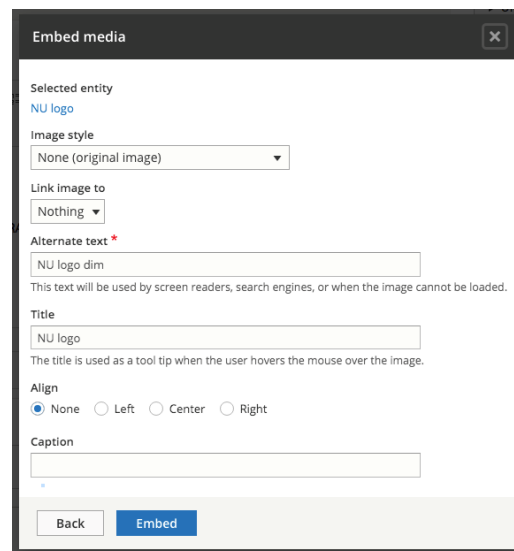 Embed media
Selected entity
NU logo
Image style
None (original image)
Link image to
Nothing
Alternate text *
NU logo dim
This text will be used by screen readers, search engines, or when the image cannot be loaded.
Title
NU logo
The title is used as a tool tip when the user hovers the mouse over the image.
Align
None Left Center Right
Caption
Back Embed